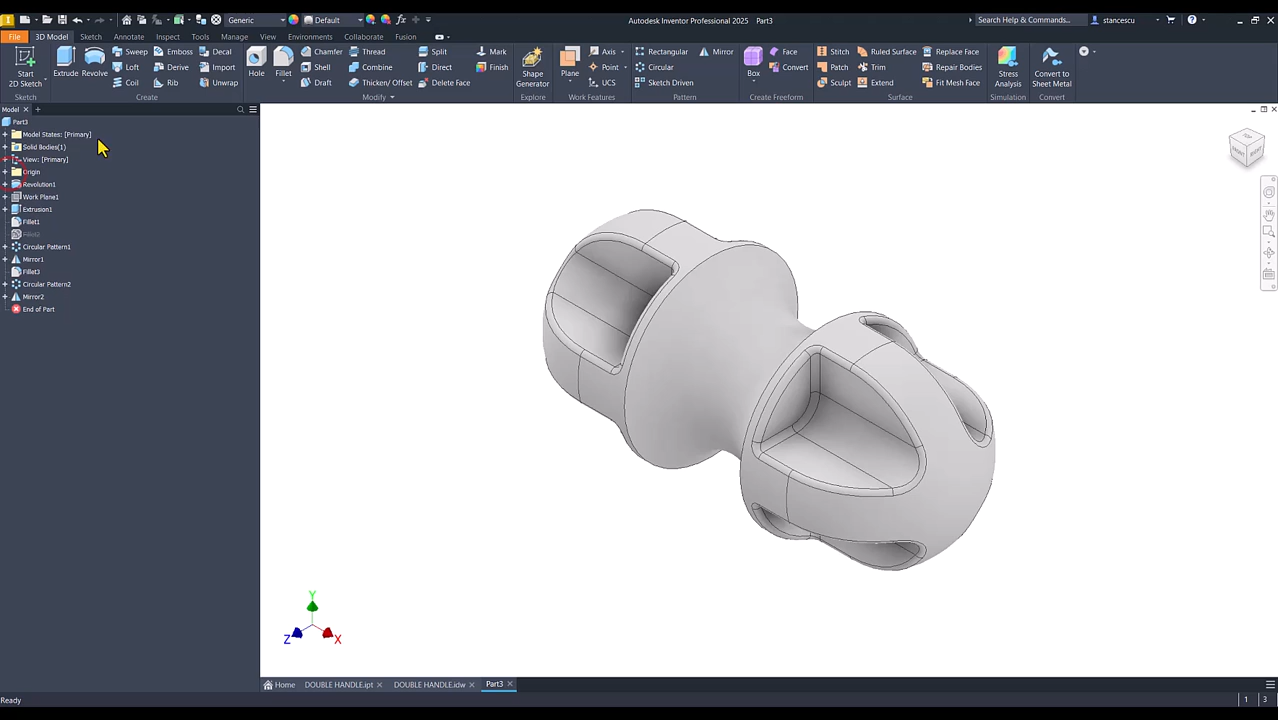 Generic
Default
fx
Autodesk Inventor Professional 2025 Part3
Search Help & Commands...
stancescu
File
3D Model
Sketch
Annotate
Inspect
Tools
Manage
View
Environments
Collaborate
Fusion
Start
2D Sketch
Sketch
Extrude
Revolve
Sweep
Loft
Coil
Emboss
Derive
Rib
Decal
Import
Unwrap
Create
Hole
Fillet
Chamfer
Shell
Draft
Thread
Combine
Thicken/ Offset
Split
Direct
Delete Face
Mark
Finish
Modify
Shape
Generator
Explore
Plane
Axis
Point
UCS
Work Features
Rectangular
Circular
Sketch Driven
Mirror
Pattern
Box
Face
Convert
Create Freeform
Stitch
Patch
Sculpt
Ruled Surface
Trim
Extend
Replace Face
Repair Bodies
Fit Mesh Face
Surface
Stress
Analysis
Simulation
Convert to
Sheet Metal
Convert
Model
Part3
Model States: [Primary]
Solid Bodies(1)
View: [Primary]
Origin
Revolution1
Work Plane1
Extrusion1
Fillet1
Fillet2
Circular Pattern1
Mirror1
Fillet3
Circular Pattern2
Mirror2
End of Part
TOP
FRONT
RIGHT
Y
Z
X
Home
DOUBLE HANDLE.ipt
DOUBLE HANDLE.idw
Part3
Ready
1
3